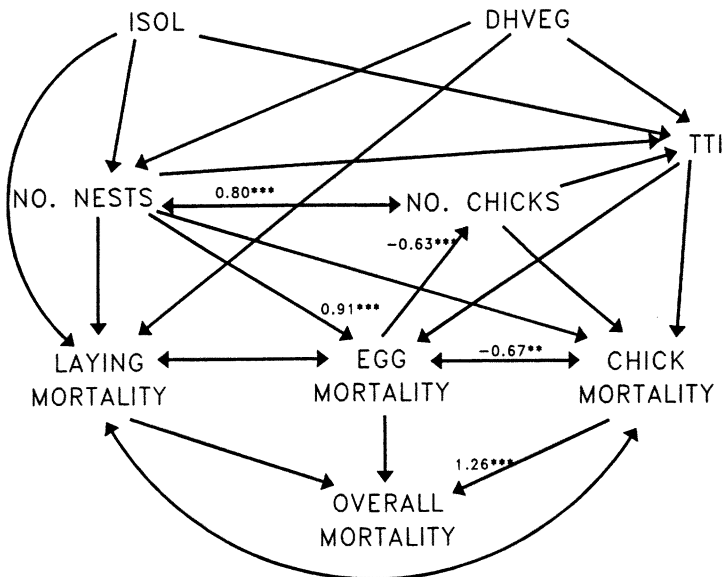 ISOL
DHVEG
TTI
NO. NESTS
0.80***
NO. CHICKS
-0.63***
0.91***
LAYING
MORTALITY
EGG
MORTALITY
-0.67**
CHICK
MORTALITY
1.26***
OVERALL
MORTALITY